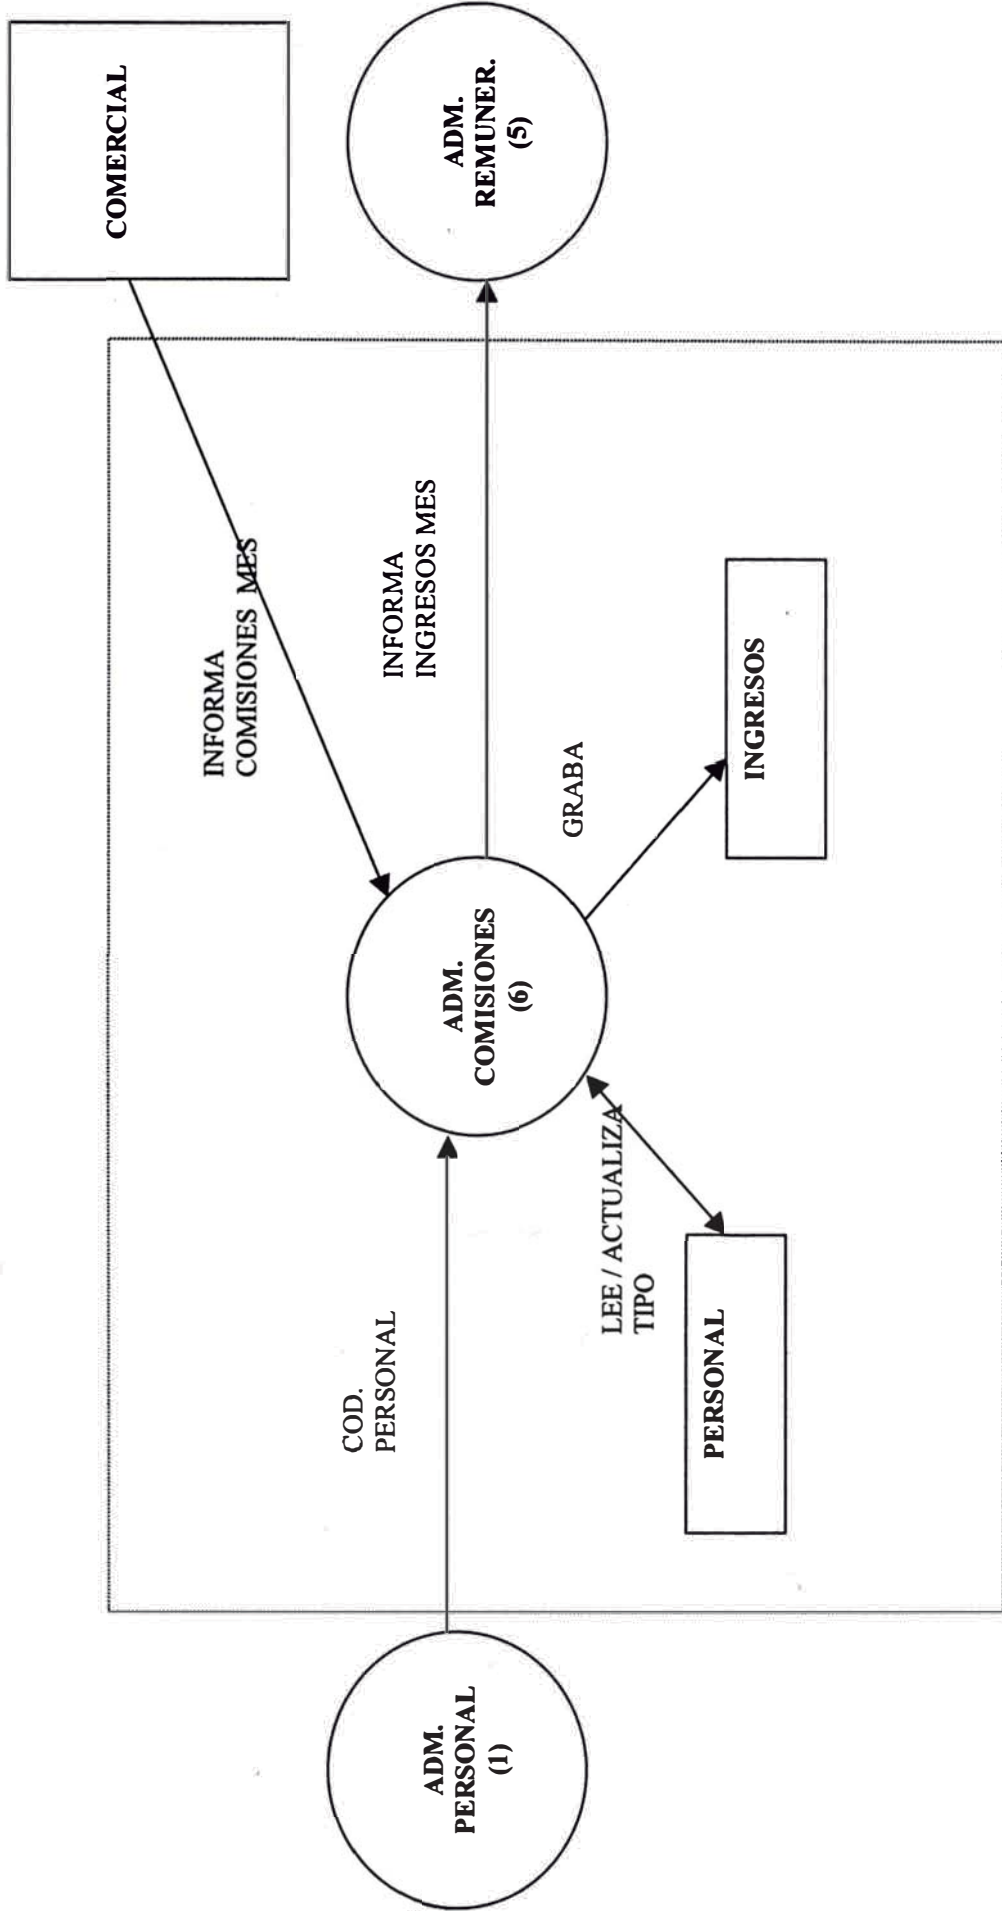 COMERCIAL
INFORMA
COMISIONES MES
ADM.
PERSONAL
(1)
COD.
PERSONAL
ADM.
COMISIONES
(6)
INFORMA
INGRESOS MES
ADM.
REMUNER.
(5)
LEE / ACTUALIZA
TIPO
GRABA
PERSONAL
INGRESOS